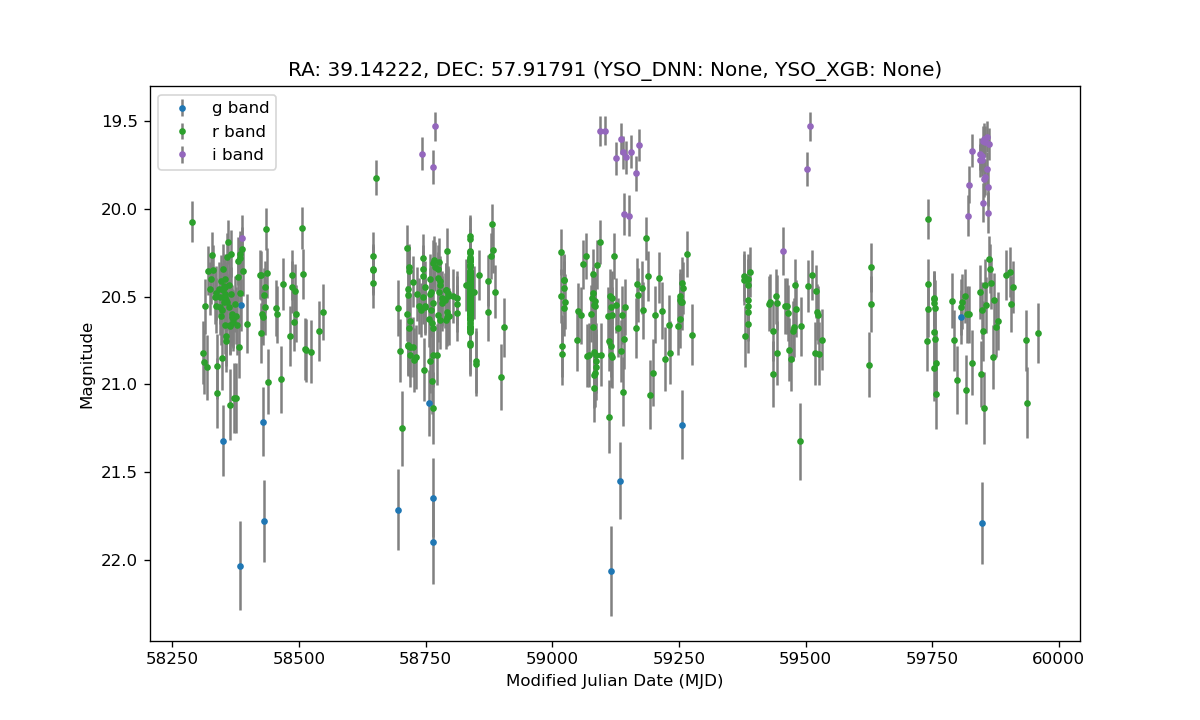 RA: 39.14222, DEC: 57.91791 (YSO_DNN: None, YSO_XGB: None)
g band
r band
i band
19.5
20.0
20.5
21.0
21.5
22.0
Magnitude
58250 58500 58750 59000 59250 59500 59750 60000
Modified Julian Date (MJD)